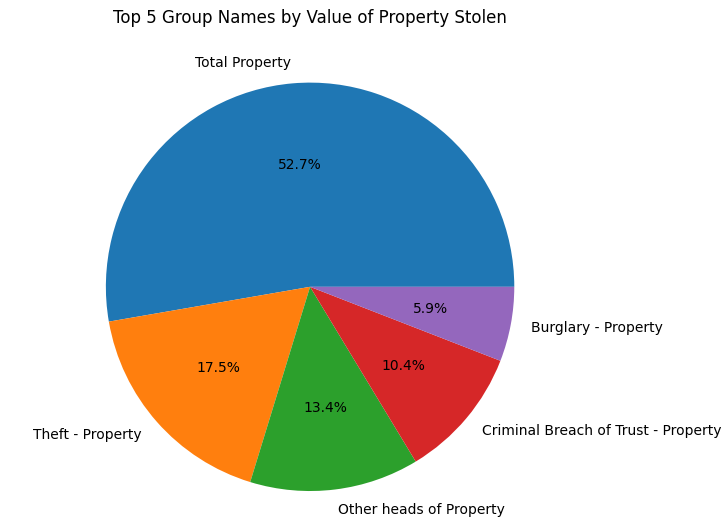 Top 5 Group Names by Value of Property Stolen
Total Property
52.7%
5.9%
Burglary - Property
17.5%
10.4%
13.4%
Theft - Property
Criminal Breach of Trust - Property
Other heads of Property